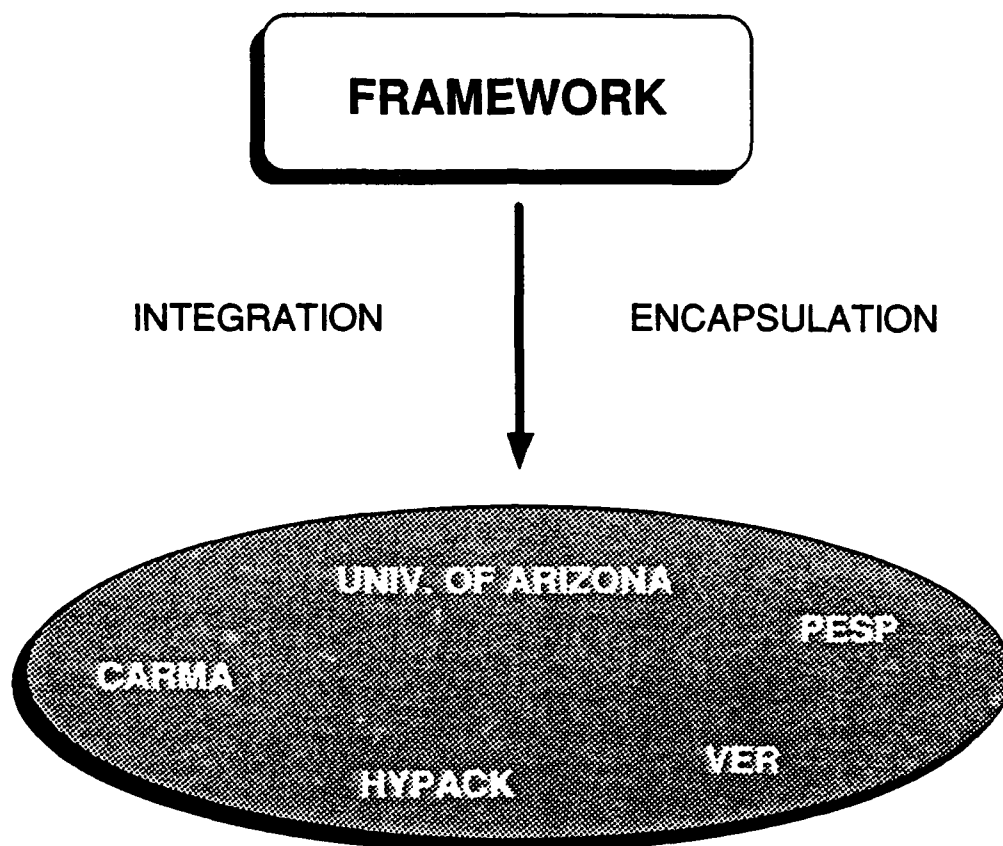 FRAMEWORK
INTEGRATION
ENCAPSULATION
UNIV. OF ARIZONA
PESP
CARMA
VER
HYPACK